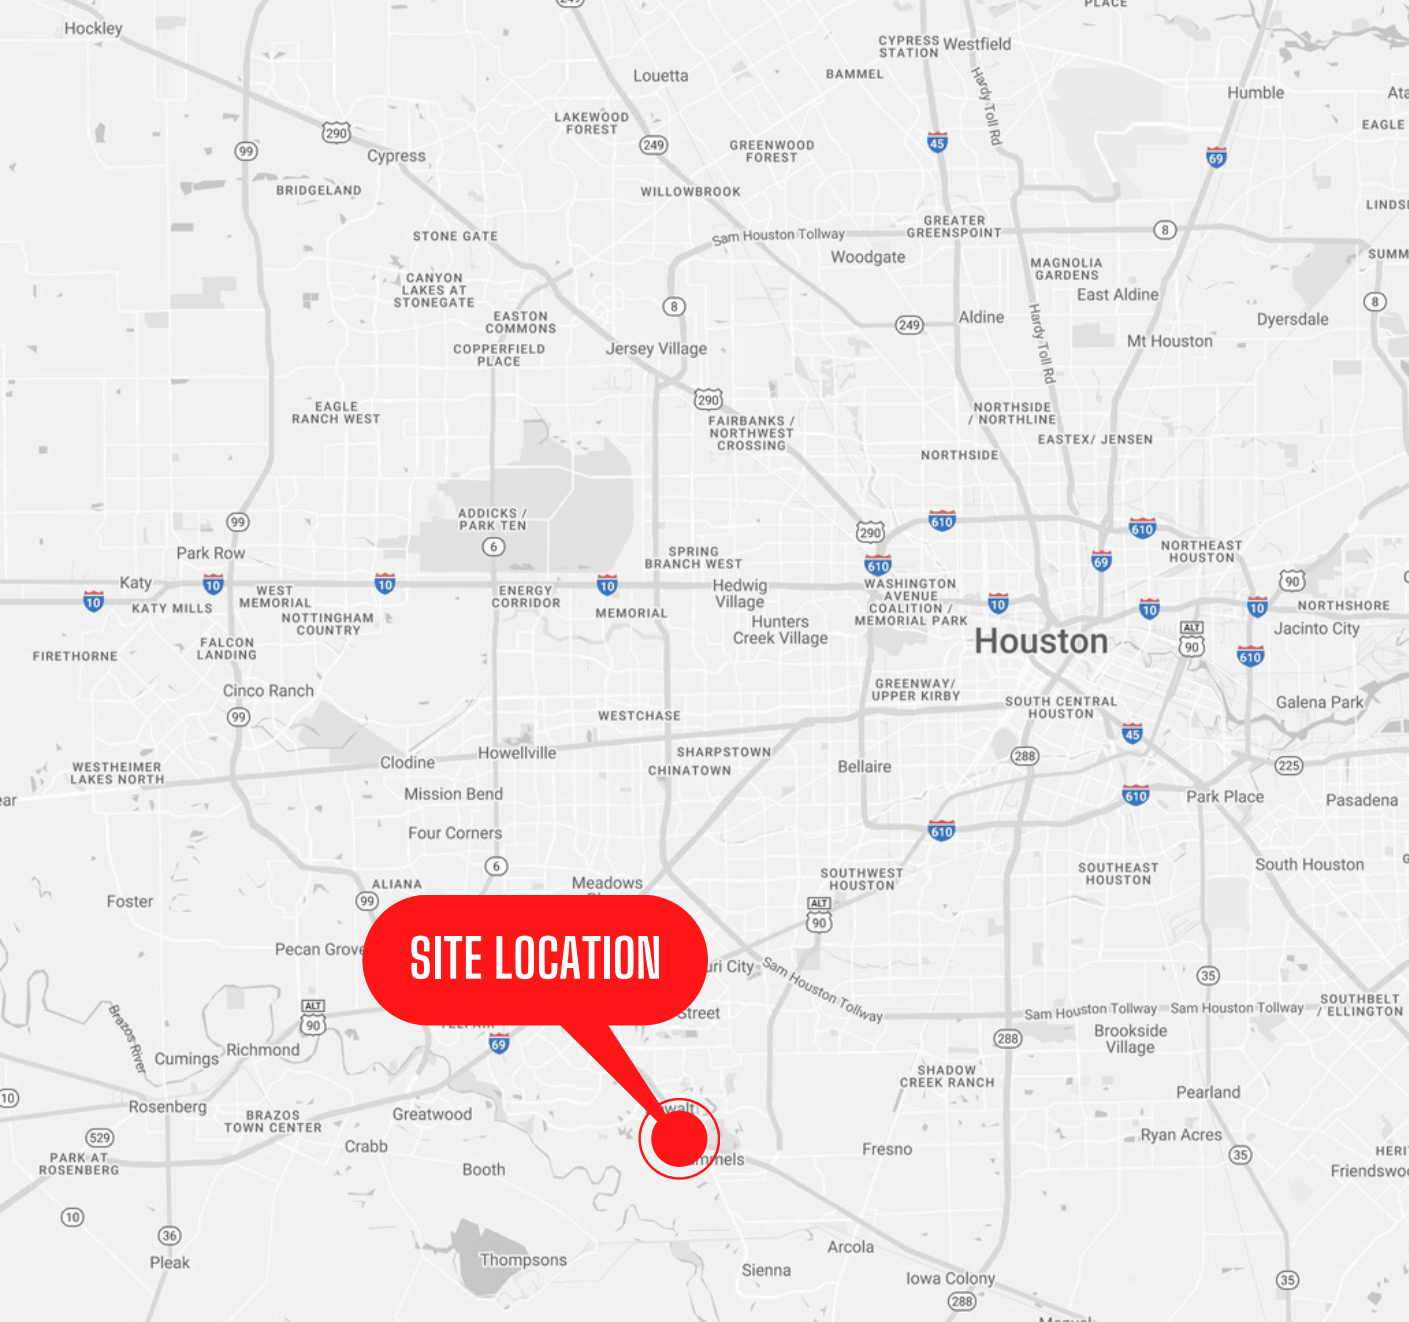 PLACE
249
Hockley
CYPRESS
STATION
Westfield
Louetta
BAMMEL
Hardy Toll Rd
Humble
LAKEWOOD
FOREST
EAGLE
290
99
Cypress
249
GREENWOOD
FOREST
45
69
BRIDGELAND
WILLOWBROOK
GREATER
GREENSPOINT
STONE GATE
Sam Houston Tollway
8
Woodgate
MAGNOLIA
GARDENS
CANYON
LAKES AT
STONEGATE
East Aldine
8
8
EASTON
COMMONS
249
Aldine
Hardy Toll Rd
Dyersdale
COPPERFIELD
PLACE
Jersey Village
Mt Houston
290
EAGLE
RANCH WEST
NORTHSIDE
/ NORTHLINE
FAIRBANKS /
NORTHWEST
CROSSING
EASTEX/ JENSEN
NORTHSIDE
99
ADDICKS /
PARK TEN
6
290
610
610
Park Row
SPRING
BRANCH WEST
610
69
NORTHEAST
HOUSTON
Katy
10
10
10
10
WEST
MEMORIAL
ENERGY
CORRIDOR
Hedwig
Village
WASHINGTON
AVENUE
COALITION /
MEMORIAL PARK
10
10
10
90
NORTHSHORE
KATY MILLS
NOTTINGHAM
COUNTRY
MEMORIAL
Hunters
Creek Village
Houston
ALT
90
Jacinto City
FIRETHORNE
FALCON
LANDING
610
Cinco Ranch
GREENWAY/
UPPER KIRBY
SOUTH CENTRAL
HOUSTON
Galena Park
99
WESTCHASE
45
Howellville
SHARPSTOWN
288
225
Clodine
CHINATOWN
Bellaire
WESTHEIMER
LAKES NORTH
Mission Bend
610
Park Place
Pasadena
Four Corners
610
6
SOUTHWEST
HOUSTON
SOUTHEAST
HOUSTON
South Houston
ALIANA
Meadows
99
Foster
ALT
90
Pecan Grove
SITE LOCATION
uri City
Sam Houston Tollway
35
ALT
90
Street
Sam Houston Tollway
Sam Houston Tollway
SOUTHBELT
/ ELLINGTON
Brazos River
69
288
Brookside
Village
Cumings
Richmond
SHADOW
CREEK RANCH
Pearland
10
Rosenberg
BRAZOS
TOWN CENTER
Greatwood
walt
529
Crabb
Fresno
Ryan Acres
35
PARK AT
ROSENBERG
Booth
mmels
HERI
Friendswo
10
36
Pleak
Thompsons
Sienna
Arcola
Iowa Colony
288
35